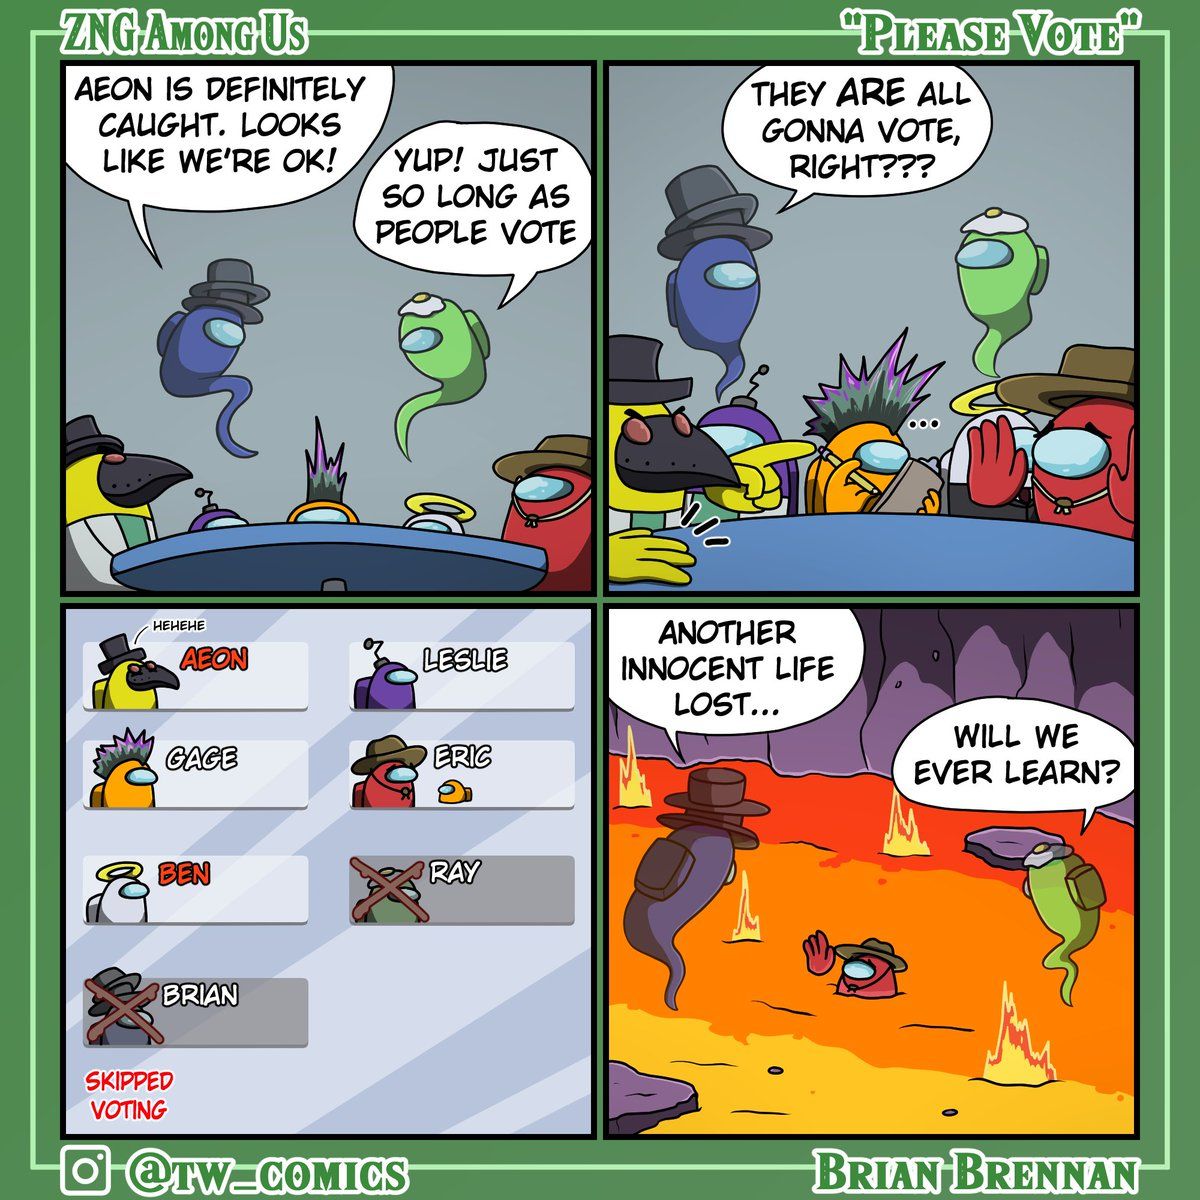 ZNG AMONG US
"PLEASE VOTE"
AEON IS DEFINITELY
CAUGHT. LOOKS
LIKE WE'RE OK!
YUP! JUST
SO LONG AS
PEOPLE VOTE
THEY ARE ALL
GONNA VOTE,
RIGHT???
...
HEHEHE
AEON
LESLIE
GAGE
ERIC
BEN
RAY
BRIAN
SKIPPED
VOTING
ANOTHER
INNOCENT LIFE
LOST...
WILL WE
EVER LEARN?
@TW_COMICS
BRIAN BRENNAN